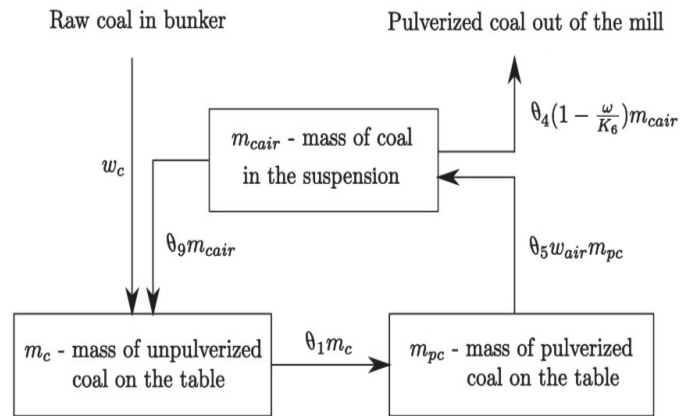 Raw coal in bunker
Pulverized coal out of the mill
θ₄(1 − ω/K₆)m_cair
m_cair - mass of coal
in the suspension
w_c
θ₉m_cair
θ₅w_air m_pc
m_c - mass of unpulverized
coal on the table
θ₁m_c
m_pc - mass of pulverized
coal on the table